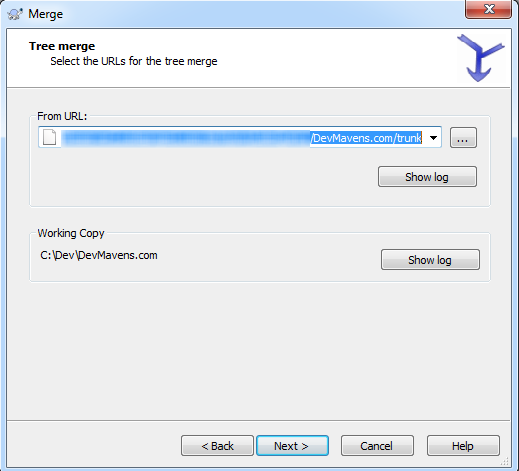 Merge
Tree merge
Select the URLs for the tree merge
From URL:
/DevMavens.com/trunk
...
Show log
Working Copy
C:\Dev\DevMavens.com
Show log
< Back
Next >
Cancel
Help